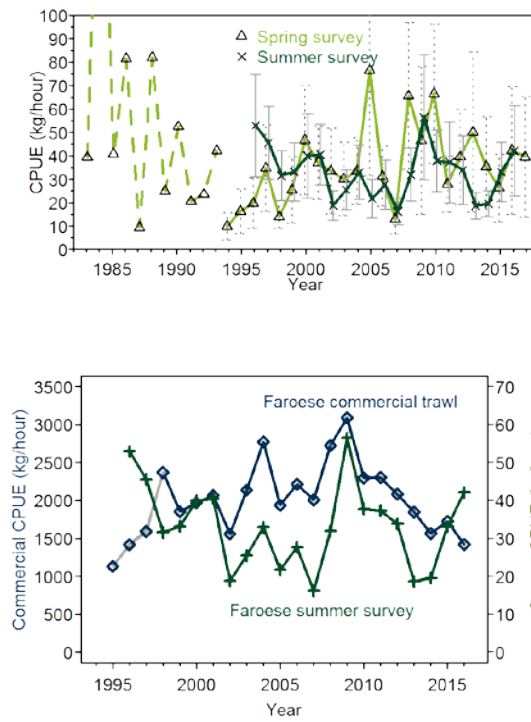 100
90
80
70
60
50
40
30
20
10
0
CPUE (kg/hour)
Spring survey
Summer survey
1985 1990 1995 2000 2005 2010 2015
Year
3500
3000
2500
2000
1500
1000
500
0
Commercial CPUE (kg/hour)
Faroese commercial trawl
Faroese summer survey
70
60
50
40
30
20
10
0
1995 2000 2005 2010 2015
Year